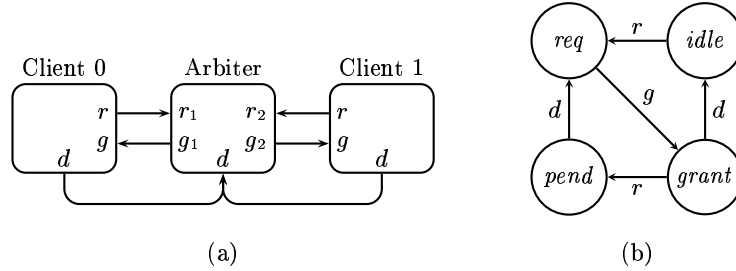 Client 0
Arbiter
Client 1
r
r1
r2
r
g
g1
g2
g
d
d
d
(a)
req
r
idle
g
d
d
pend
r
grant
(b)